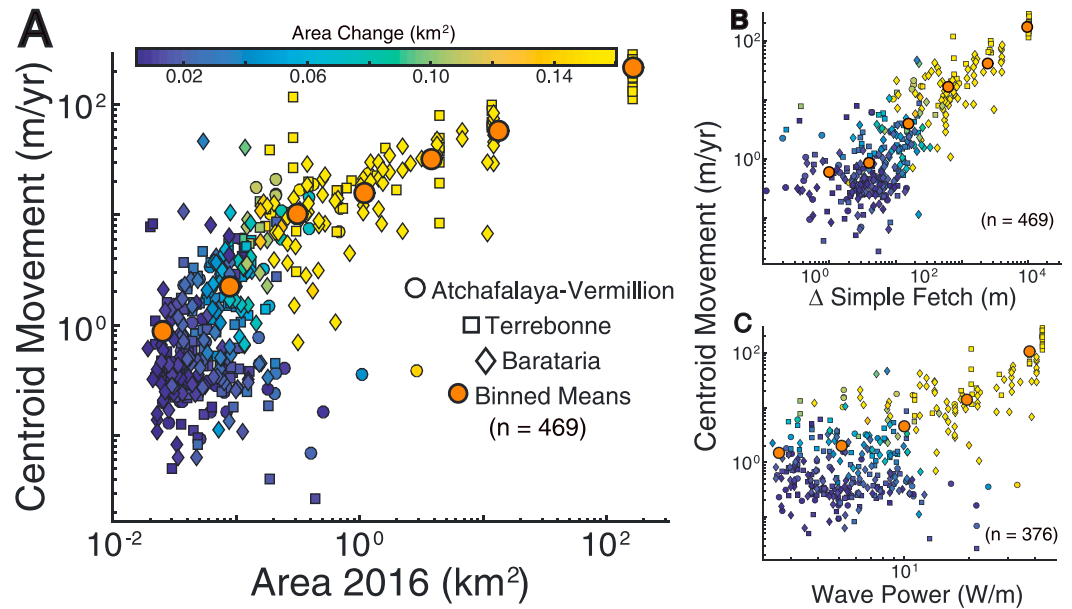 A
Area Change (km²)
0.02 0.06 0.10 0.14
Centroid Movement (m/yr)
10²
10⁰
Atchafalaya-Vermillion
Terrebonne
Barataria
Binned Means
(n = 469)
10⁻² 10⁰ 10²
Area 2016 (km²)
B
Centroid Movement (m/yr)
10²
10⁰
(n = 469)
10⁰ 10² 10⁴
Δ Simple Fetch (m)
C
10²
10⁰
(n = 376)
10¹
Wave Power (W/m)